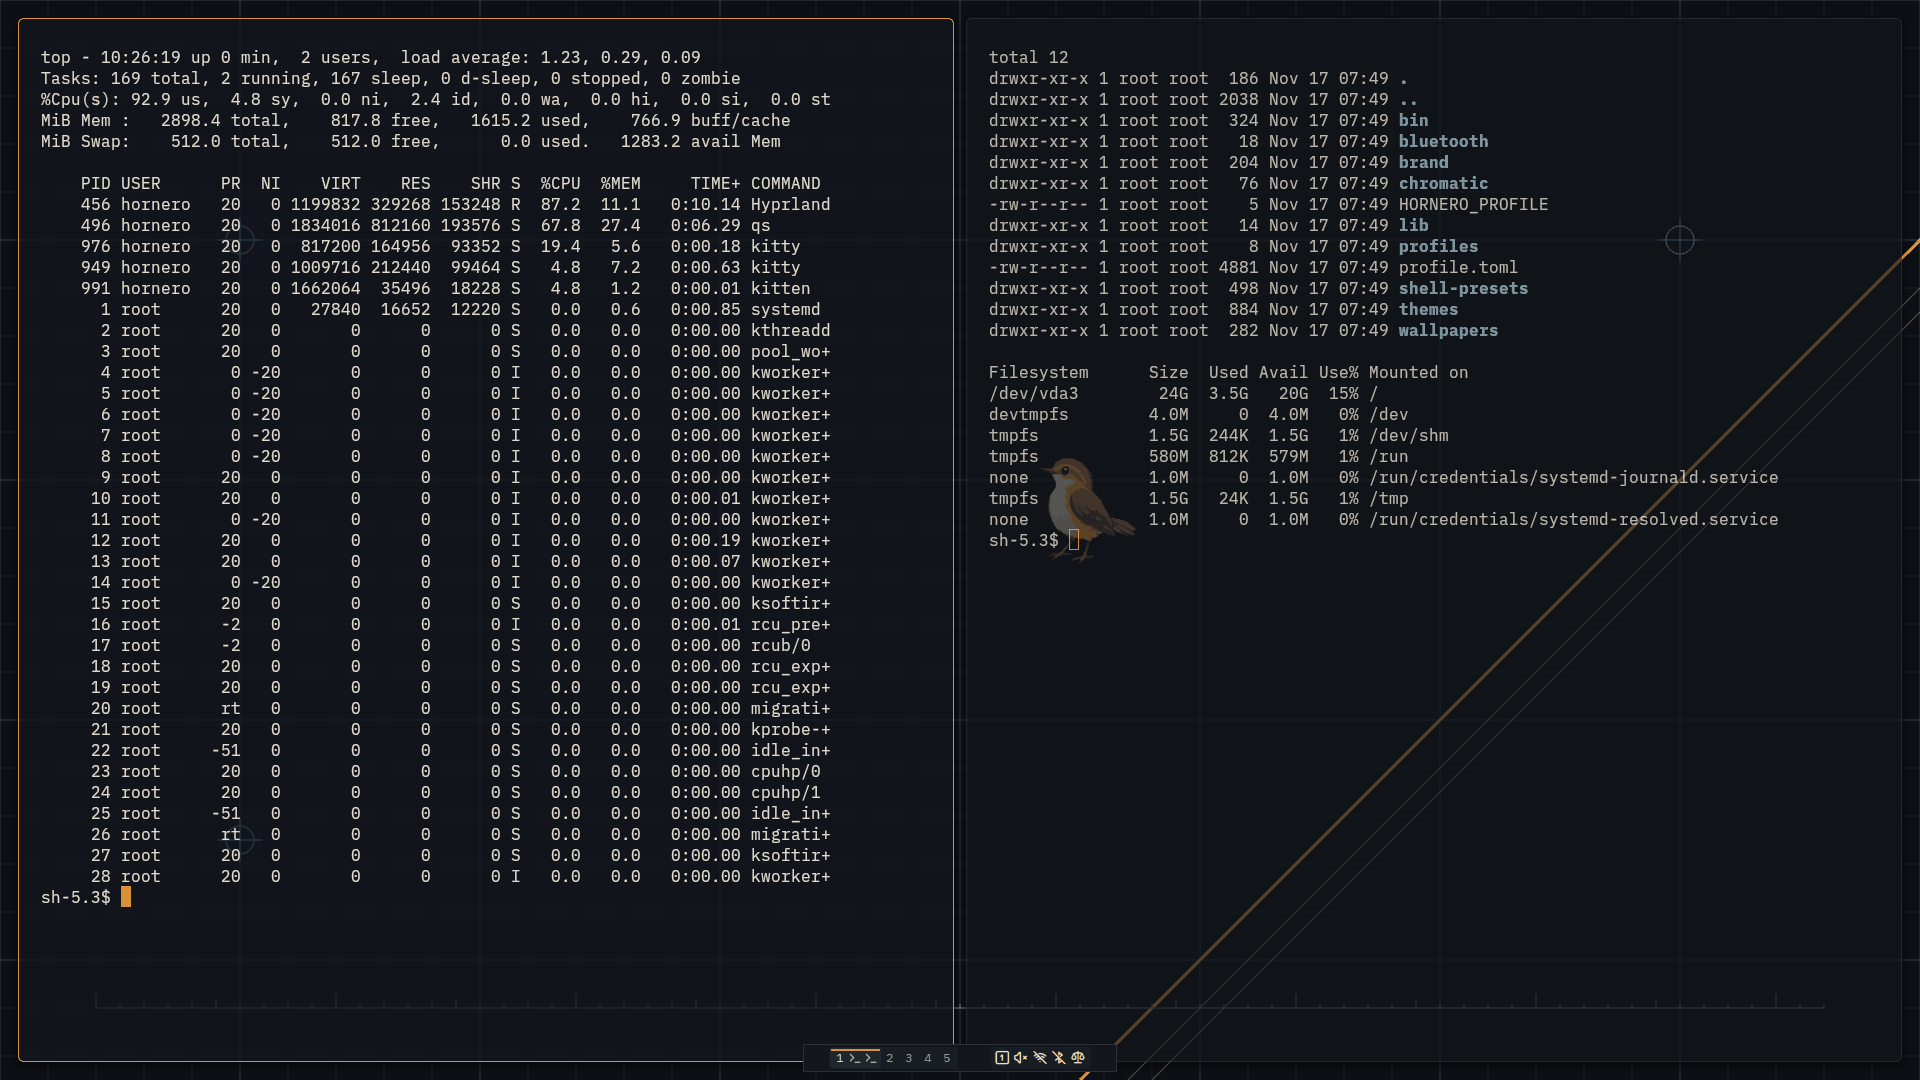 top - 10:26:19 up 0 min,  2 users,  load average: 1.23, 0.29, 0.09
Tasks: 169 total, 2 running, 167 sleep, 0 d-sleep, 0 stopped, 0 zombie
%Cpu(s): 92.9 us,  4.8 sy,  0.0 ni,  2.4 id,  0.0 wa,  0.0 hi,  0.0 si,  0.0 st
MiB Mem :   2898.4 total,    817.8 free,   1615.2 used,    766.9 buff/cache
MiB Swap:    512.0 total,    512.0 free,      0.0 used.   1283.2 avail Mem
PID USER      PR  NI    VIRT    RES    SHR S  %CPU  %MEM     TIME+ COMMAND
456 hornero   20   0 1199832 329268 153248 R  87.2  11.1   0:10.14 Hyprland
496 hornero   20   0 1834016 812160 193576 S  67.8  27.4   0:06.29 qs
976 hornero   20   0  817200 164956  93352 S  19.4   5.6   0:00.18 kitty
949 hornero   20   0 1009716 212440  99464 S   4.8   7.2   0:00.63 kitty
991 hornero   20   0 1662064  35496  18228 S   4.8   1.2   0:00.01 kitten
1 root      20   0   27840  16652  12220 S   0.0   0.6   0:00.85 systemd
2 root      20   0       0      0      0 S   0.0   0.0   0:00.00 kthreadd
3 root      20   0       0      0      0 S   0.0   0.0   0:00.00 pool_wo+
4 root       0 -20       0      0      0 I   0.0   0.0   0:00.00 kworker+
5 root       0 -20       0      0      0 I   0.0   0.0   0:00.00 kworker+
6 root       0 -20       0      0      0 I   0.0   0.0   0:00.00 kworker+
7 root       0 -20       0      0      0 I   0.0   0.0   0:00.00 kworker+
8 root       0 -20       0      0      0 I   0.0   0.0   0:00.00 kworker+
9 root      20   0       0      0      0 I   0.0   0.0   0:00.00 kworker+
10 root      20   0       0      0      0 I   0.0   0.0   0:00.01 kworker+
11 root       0 -20       0      0      0 I   0.0   0.0   0:00.00 kworker+
12 root      20   0       0      0      0 I   0.0   0.0   0:00.19 kworker+
13 root      20   0       0      0      0 I   0.0   0.0   0:00.07 kworker+
14 root       0 -20       0      0      0 I   0.0   0.0   0:00.00 kworker+
15 root      20   0       0      0      0 S   0.0   0.0   0:00.00 ksoftir+
16 root      -2   0       0      0      0 I   0.0   0.0   0:00.01 rcu_pre+
17 root      -2   0       0      0      0 S   0.0   0.0   0:00.00 rcub/0
18 root      20   0       0      0      0 S   0.0   0.0   0:00.00 rcu_exp+
19 root      20   0       0      0      0 S   0.0   0.0   0:00.00 rcu_exp+
20 root      rt   0       0      0      0 S   0.0   0.0   0:00.00 migrati+
21 root      20   0       0      0      0 S   0.0   0.0   0:00.00 kprobe-+
22 root     -51   0       0      0      0 S   0.0   0.0   0:00.00 idle_in+
23 root      20   0       0      0      0 S   0.0   0.0   0:00.00 cpuhp/0
24 root      20   0       0      0      0 S   0.0   0.0   0:00.00 cpuhp/1
25 root     -51   0       0      0      0 S   0.0   0.0   0:00.00 idle_in+
26 root      rt   0       0      0      0 S   0.0   0.0   0:00.00 migrati+
27 root      20   0       0      0      0 S   0.0   0.0   0:00.00 ksoftir+
28 root      20   0       0      0      0 I   0.0   0.0   0:00.00 kworker+
sh-5.3$
total 12
drwxr-xr-x 1 root root  186 Nov 17 07:49 .
drwxr-xr-x 1 root root 2038 Nov 17 07:49 ..
drwxr-xr-x 1 root root  324 Nov 17 07:49 bin
drwxr-xr-x 1 root root   18 Nov 17 07:49 bluetooth
drwxr-xr-x 1 root root  204 Nov 17 07:49 brand
drwxr-xr-x 1 root root   76 Nov 17 07:49 chromatic
-rw-r--r-- 1 root root    5 Nov 17 07:49 HORNERO_PROFILE
drwxr-xr-x 1 root root   14 Nov 17 07:49 lib
drwxr-xr-x 1 root root    8 Nov 17 07:49 profiles
-rw-r--r-- 1 root root 4881 Nov 17 07:49 profile.toml
drwxr-xr-x 1 root root  498 Nov 17 07:49 shell-presets
drwxr-xr-x 1 root root  884 Nov 17 07:49 themes
drwxr-xr-x 1 root root  282 Nov 17 07:49 wallpapers
Filesystem      Size  Used Avail Use% Mounted on
/dev/vda3        24G  3.5G   20G  15% /
devtmpfs        4.0M     0  4.0M   0% /dev
tmpfs           1.5G  244K  1.5G   1% /dev/shm
tmpfs           580M  812K  579M   1% /run
none            1.0M     0  1.0M   0% /run/credentials/systemd-journald.service
tmpfs           1.5G   24K  1.5G   1% /tmp
none            1.0M     0  1.0M   0% /run/credentials/systemd-resolved.service
sh-5.3$
1 2 3 4 5 1